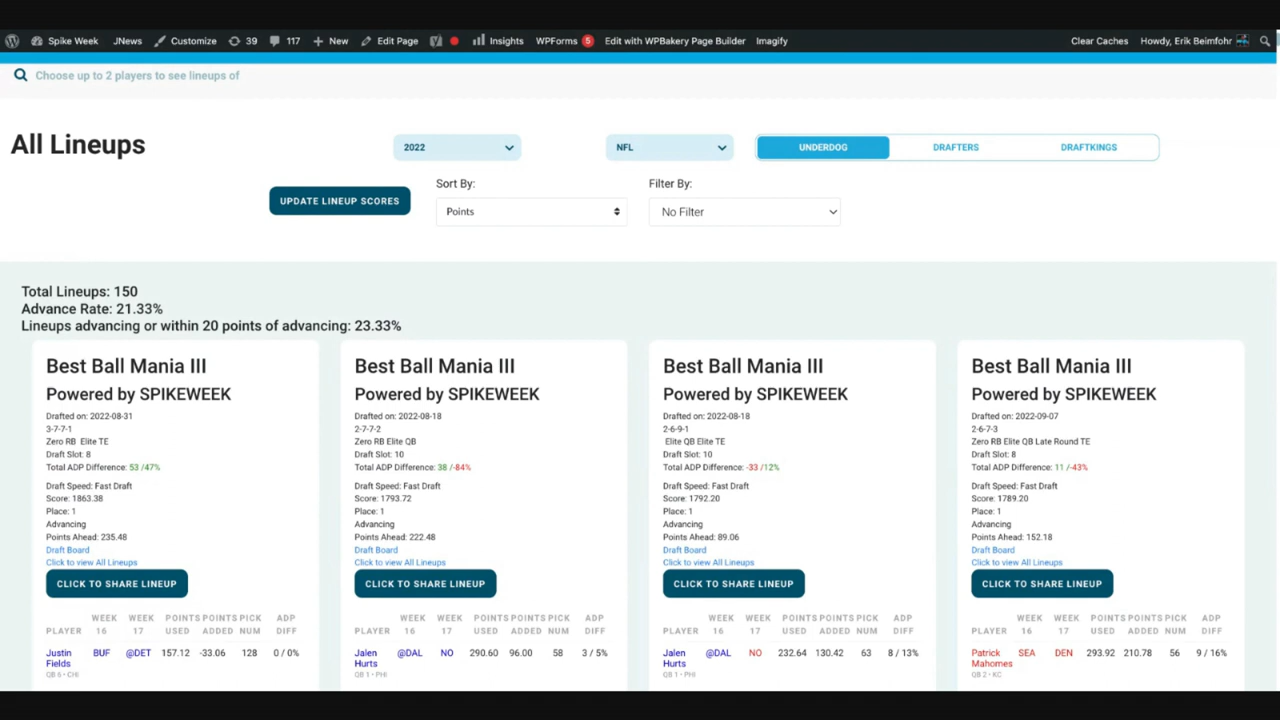 Spike Week JNews Customize 39 117 New Edit Page Insights WPForms 5 Edit with WPBakery Page Builder Imagify Clear Caches Howdy, Erik Beimfohr
Choose up to 2 players to see lineups of
All Lineups
2022 NFL UNDERDOG DRAFTERS DRAFTKINGS
UPDATE LINEUP SCORES
Sort By: Filter By:
Points No Filter
Total Lineups: 150
Advance Rate: 21.33%
Lineups advancing or within 20 points of advancing: 23.33%
Best Ball Mania III
Powered by SPIKEWEEK
Drafted on: 2022-08-31
3-7-7-1
Zero RB Elite TE
Draft Slot: 8
Total ADP Difference: 53 /47%
Draft Speed: Fast Draft
Score: 1863.38
Place: 1
Advancing
Points Ahead: 235.48
Draft Board
Click to view All Lineups
CLICK TO SHARE LINEUP
PLAYER WEEK 16 WEEK 17 POINTS USED POINTS ADDED PICK NUM ADP DIFF
Justin Fields BUF @DET 157.12 -33.06 128 0 / 0%
QB 6 • CHI
Best Ball Mania III
Powered by SPIKEWEEK
Drafted on: 2022-08-18
2-7-7-2
Zero RB Elite QB
Draft Slot: 10
Total ADP Difference: 38 /-84%
Draft Speed: Fast Draft
Score: 1793.72
Place: 1
Advancing
Points Ahead: 222.48
Draft Board
Click to view All Lineups
CLICK TO SHARE LINEUP
PLAYER WEEK 16 WEEK 17 POINTS USED POINTS ADDED PICK NUM ADP DIFF
Jalen Hurts @DAL NO 290.60 96.00 58 3 / 5%
QB 1 • PHI
Best Ball Mania III
Powered by SPIKEWEEK
Drafted on: 2022-08-18
2-6-9-1
Elite QB Elite TE
Draft Slot: 10
Total ADP Difference: -33 /12%
Draft Speed: Fast Draft
Score: 1792.20
Place: 1
Advancing
Points Ahead: 89.06
Draft Board
Click to view All Lineups
CLICK TO SHARE LINEUP
PLAYER WEEK 16 WEEK 17 POINTS USED POINTS ADDED PICK NUM ADP DIFF
Jalen Hurts @DAL NO 232.64 130.42 63 8 / 13%
QB 1 • PHI
Best Ball Mania III
Powered by SPIKEWEEK
Drafted on: 2022-09-07
2-6-7-3
Zero RB Elite QB Late Round TE
Draft Slot: 8
Total ADP Difference: 11 /-43%
Draft Speed: Fast Draft
Score: 1789.20
Place: 1
Advancing
Points Ahead: 152.18
Draft Board
Click to view All Lineups
CLICK TO SHARE LINEUP
PLAYER WEEK 16 WEEK 17 POINTS USED POINTS ADDED PICK NUM ADP DIFF
Patrick Mahomes SEA DEN 293.92 210.78 56 9 / 16%
QB 2 • KC